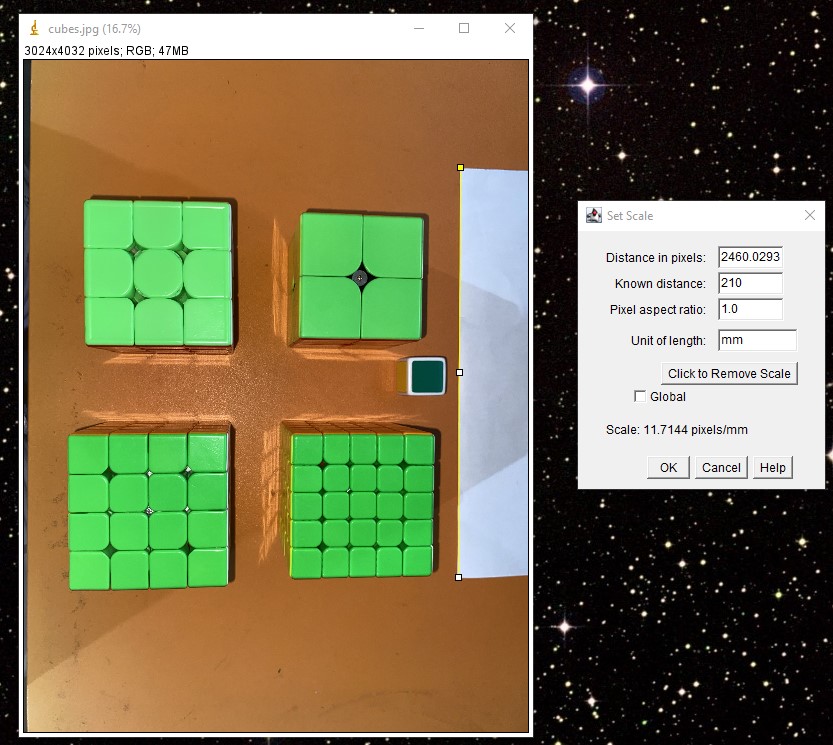 cubes.jpg (16.7%)
3024x4032 pixels; RGB; 47MB
Set Scale
Distance in pixels: 2460.0293
Known distance: 210
Pixel aspect ratio: 1.0
Unit of length: mm
Click to Remove Scale
Global
Scale: 11.7144 pixels/mm
OK Cancel Help